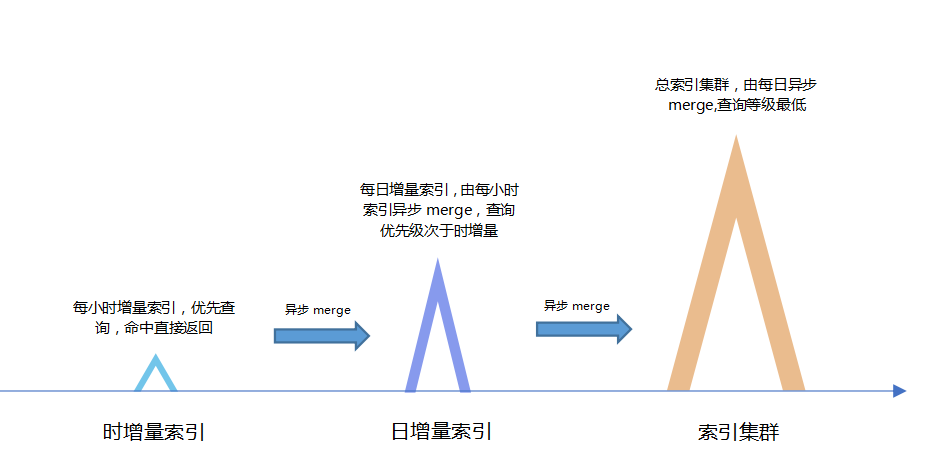 总索引集群，由每日异步
merge,查询等级最低
每日增量索引，由每小时
索引异步 merge，查询
优先级次于时增量
每小时增量索引，优先查
询，命中直接返回
异步 merge
异步 merge
时增量索引
日增量索引
索引集群